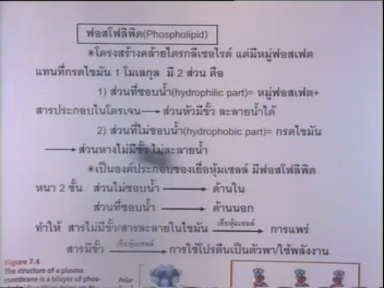 ฟอสโฟลิพิด(Phospholipid)
*โครงสร้างคล้ายไตรกลีเซอไรด์ แต่มีหมู่ฟอสเฟต
แทนที่กรดไขมัน 1 โมเลกุล มี 2 ส่วน คือ
1) ส่วนที่ชอบน้ำ(hydrophilic part)= หมู่ฟอสเฟต+
สารประกอบไนโตรเจน → ส่วนหัวมีขั้ว ละลายน้ำได้
2) ส่วนที่ไม่ชอบน้ำ(hydrophobic part)= กรดไขมัน
→ ส่วนหางไม่มีขั้ว ไม่ละลายน้ำ
*เป็นองค์ประกอบของเยื่อหุ้มเซลล์ มีฟอสโฟลิพิด
หนา 2 ชั้น ส่วนไม่ชอบน้ำ → ด้านใน
ส่วนที่ชอบน้ำ → ด้านนอก
ทำให้ สารไม่มีขั้ว/สารละลายในไขมัน เยื่อหุ้มเซลล์ → การแพร่
สารมีขั้ว เยื่อหุ้มเซลล์ → การใช้โปรตีนเป็นตัวพา/ใช้พลังงาน
Figure 7.4
The structure of a plasma
membrane is a bilayer of phos-
Polar